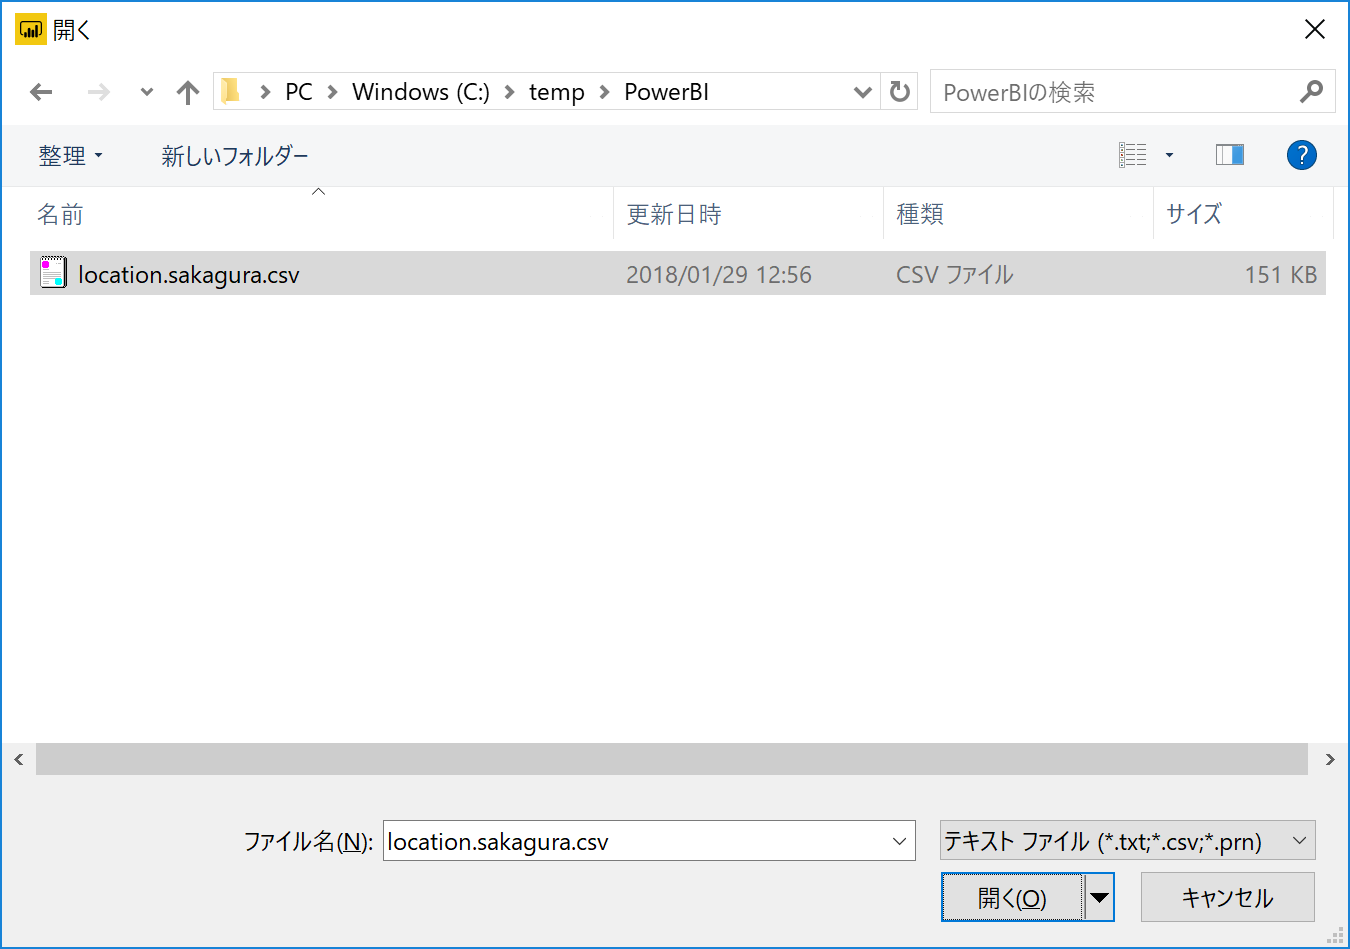 開く
PC Windows (C:) temp PowerBI
PowerBIの検索
整理 新しいフォルダー
名前 更新日時 種類 サイズ
location.sakagura.csv 2018/01/29 12:56 CSV ファイル 151 KB
ファイル名(N): location.sakagura.csv テキスト ファイル (*.txt;*.csv;*.prn)
開く(O) キャンセル